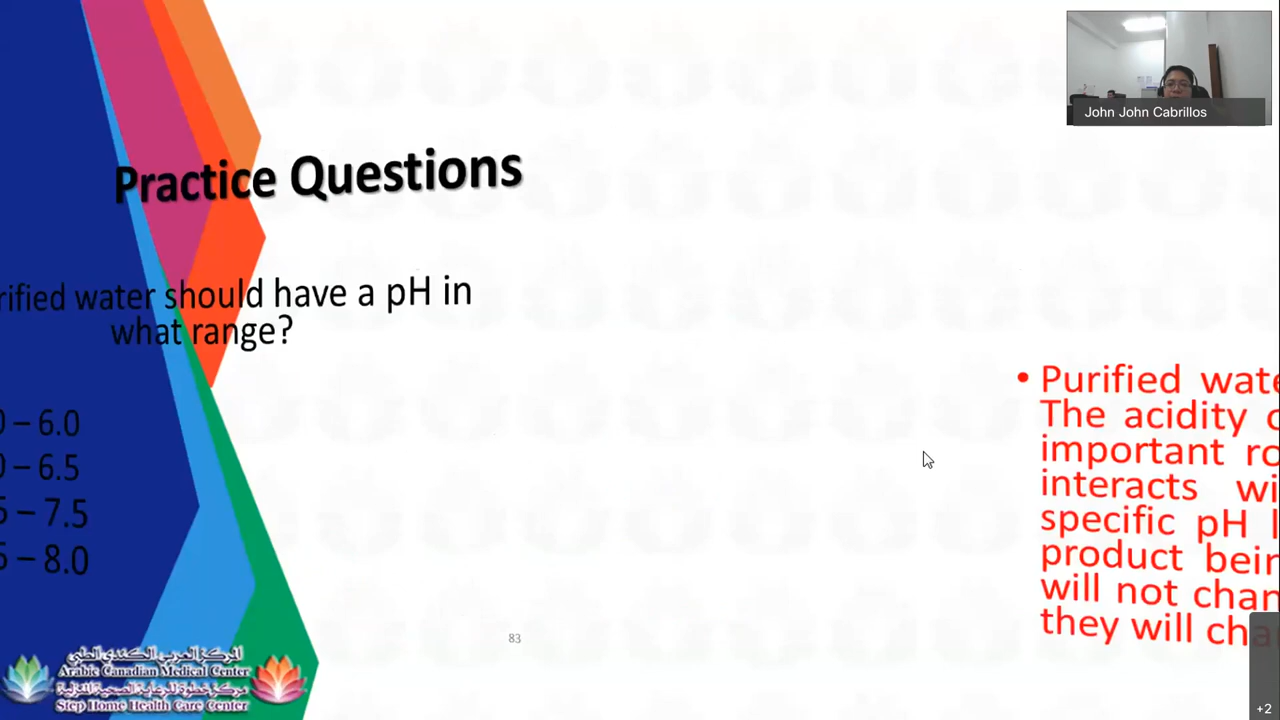 John John Cabrillos
Practice Questions
rified water should have a pH in
what range?
0 – 6.0
0 – 6.5
5 – 7.5
5 – 8.0
• Purified wate
The acidity o
important ro
interacts wi
specific pH l
product bein
will not chan
they will cha
83
المركز العربي الكندي الطبي
Arabic Canadian Medical Center
مركز خطوة للرعاية الصحية المنزلية
Step Home Health Care Center
+2